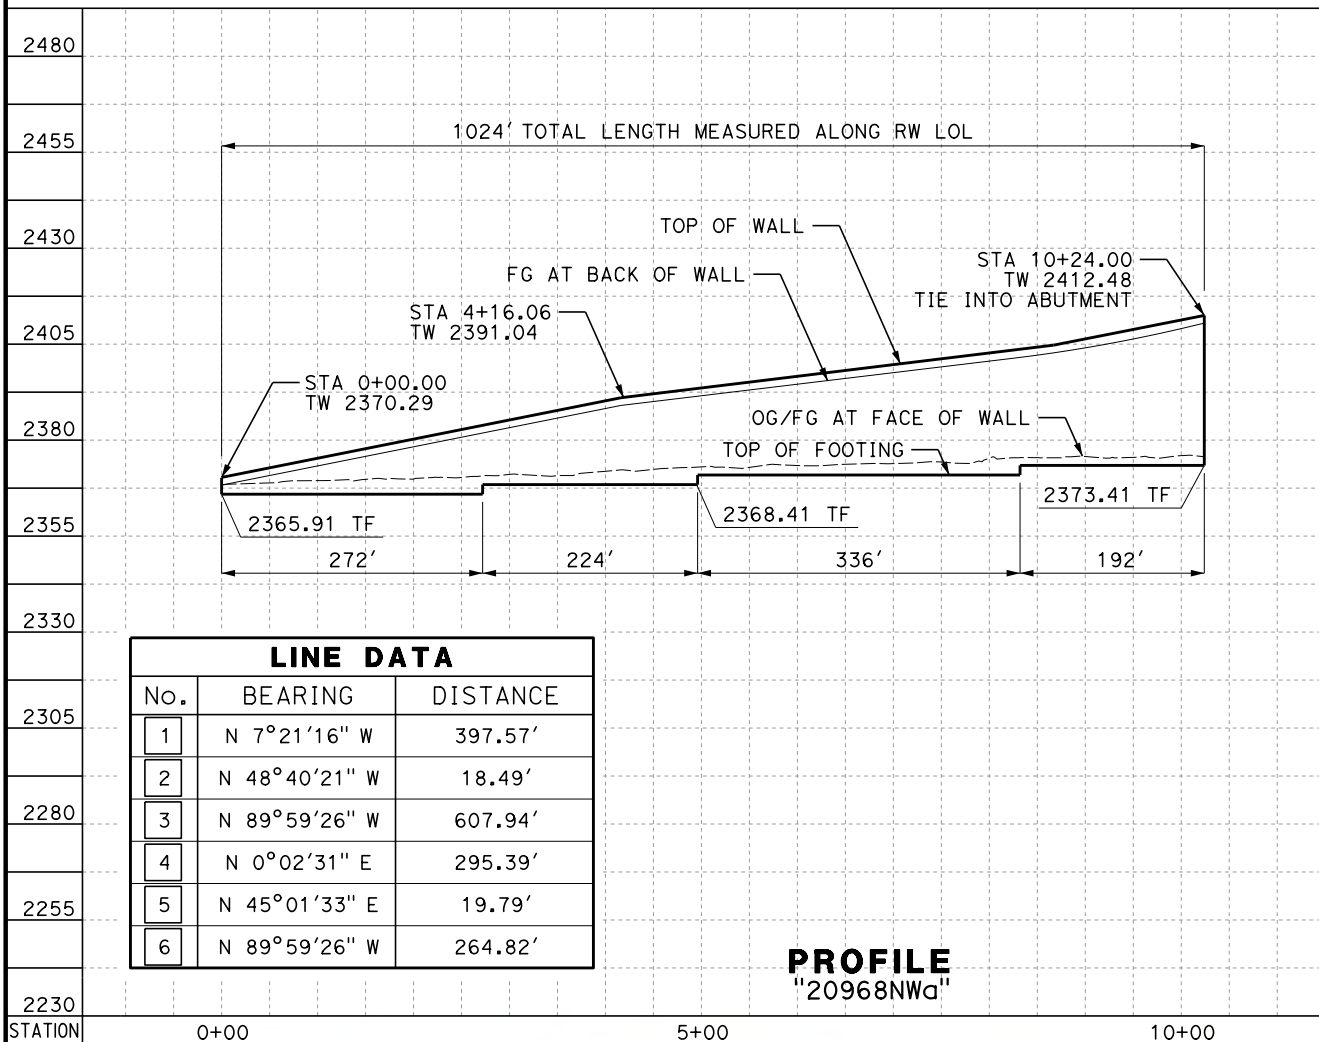 2480
2455
2430
2405
2380
2355
2330
2305
2280
2255
2230
1024' TOTAL LENGTH MEASURED ALONG RW LOL
TOP OF WALL
FG AT BACK OF WALL
STA 10+24.00
TW 2412.48
TIE INTO ABUTMENT
STA 4+16.06
TW 2391.04
STA 0+00.00
TW 2370.29
OG/FG AT FACE OF WALL
TOP OF FOOTING
2365.91 TF
2368.41 TF
2373.41 TF
272'
224'
336'
192'
LINE DATA
No. BEARING DISTANCE
1 N 7°21'16" W 397.57'
2 N 48°40'21" W 18.49'
3 N 89°59'26" W 607.94'
4 N 0°02'31" E 295.39'
5 N 45°01'33" E 19.79'
6 N 89°59'26" W 264.82'
PROFILE
"20968NWa"
STATION 0+00 5+00 10+00